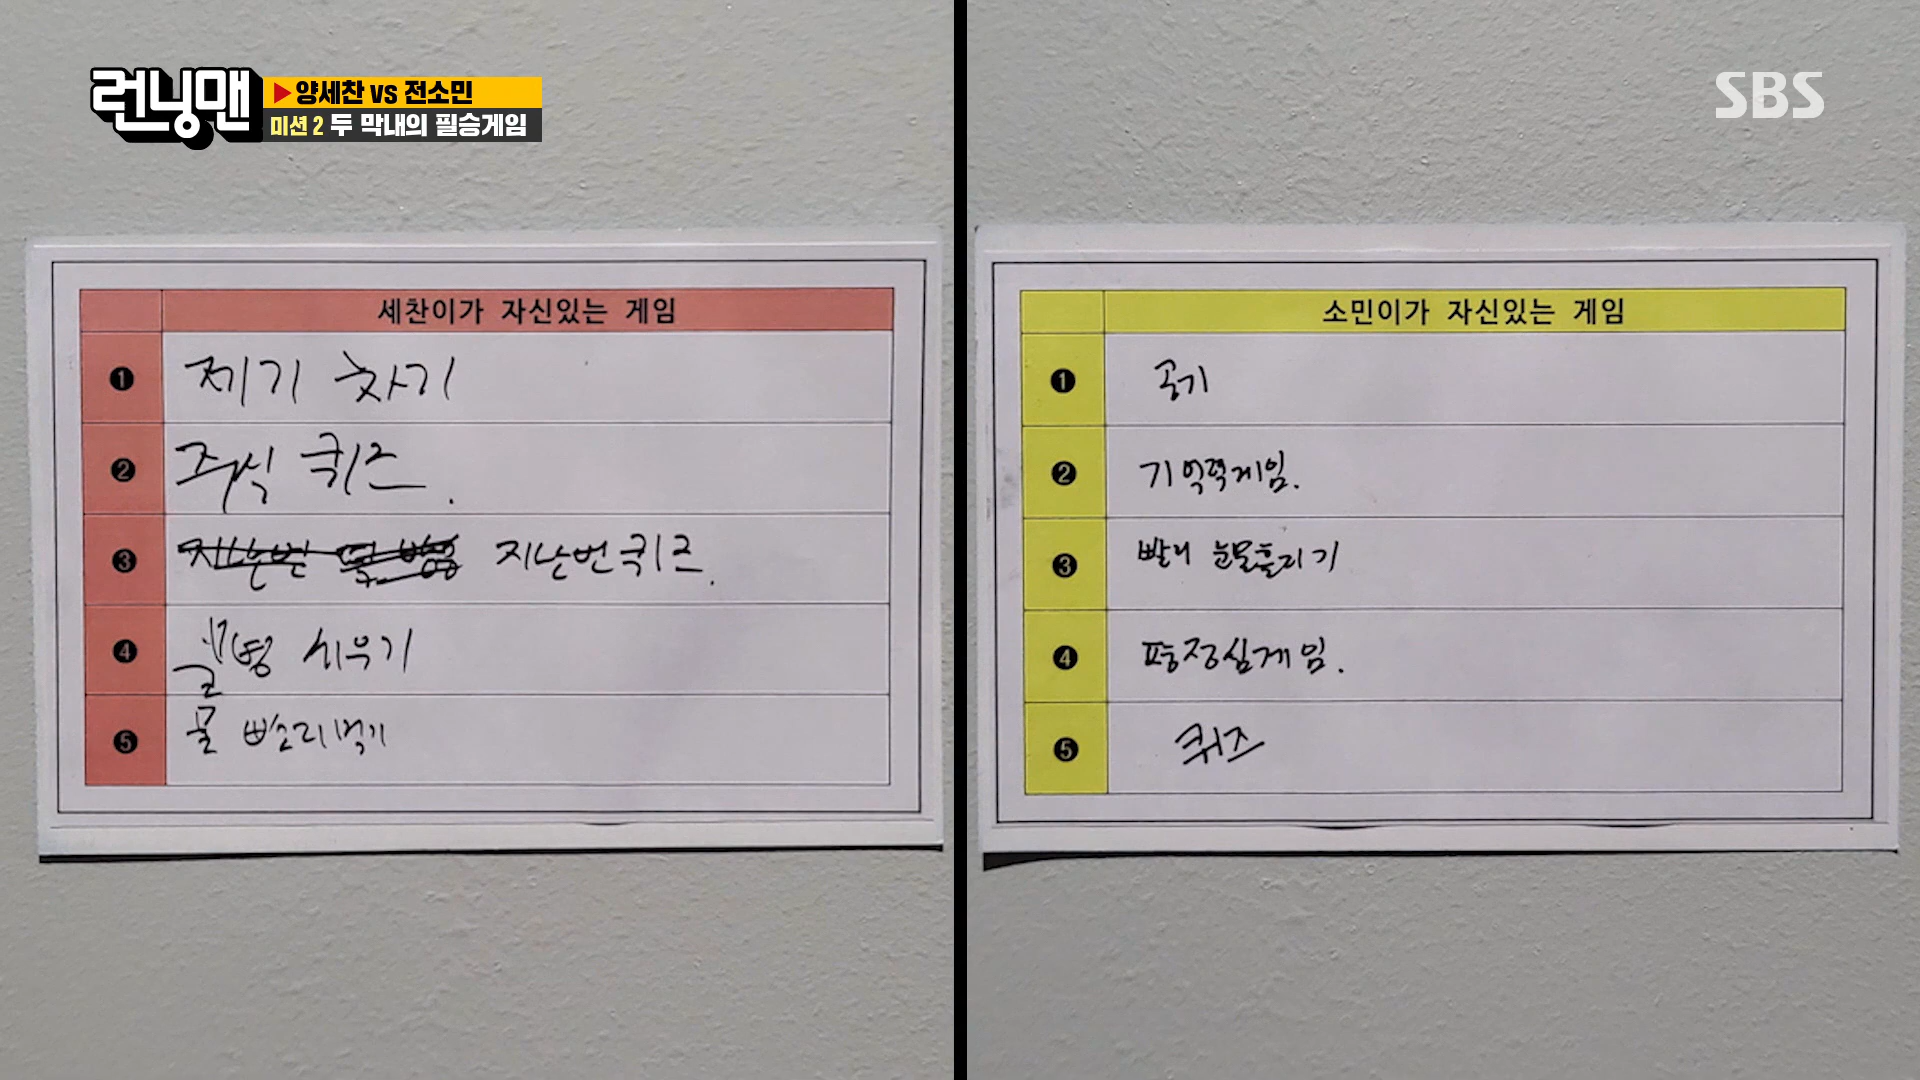 런닝맨
▶양세찬 vs 전소민
미션 2 두 막내의 필승게임
SBS
세찬이가 자신있는 게임
1 제기 차기
2 주식 퀴즈.
3 지난번 퀴즈.
4 물병 세우기
5 물 빨리먹기
소민이가 자신있는 게임
1 공기
2 기억력게임.
3 빨리 눈물흘리기
4 평정심게임.
5 퀴즈